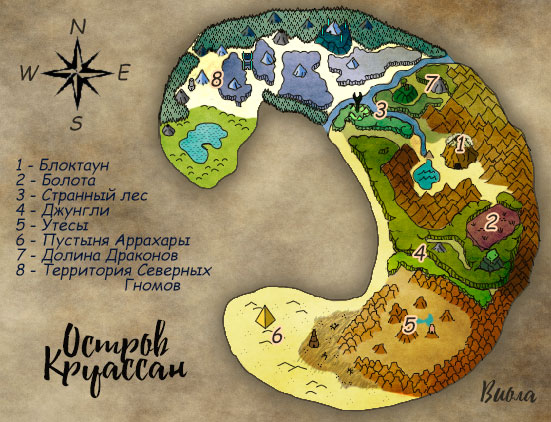 N
W E
S
8
7
3
1
1 - Блоктаун
2 - Болота
3 - Странный лес
4 - Джунгли
5 - Утесы
6 - Пустыня Аррахары
7 - Долина Драконов
8 - Территория Северных
Гномов
2
4
5
6
Остров
Круассан
Виола